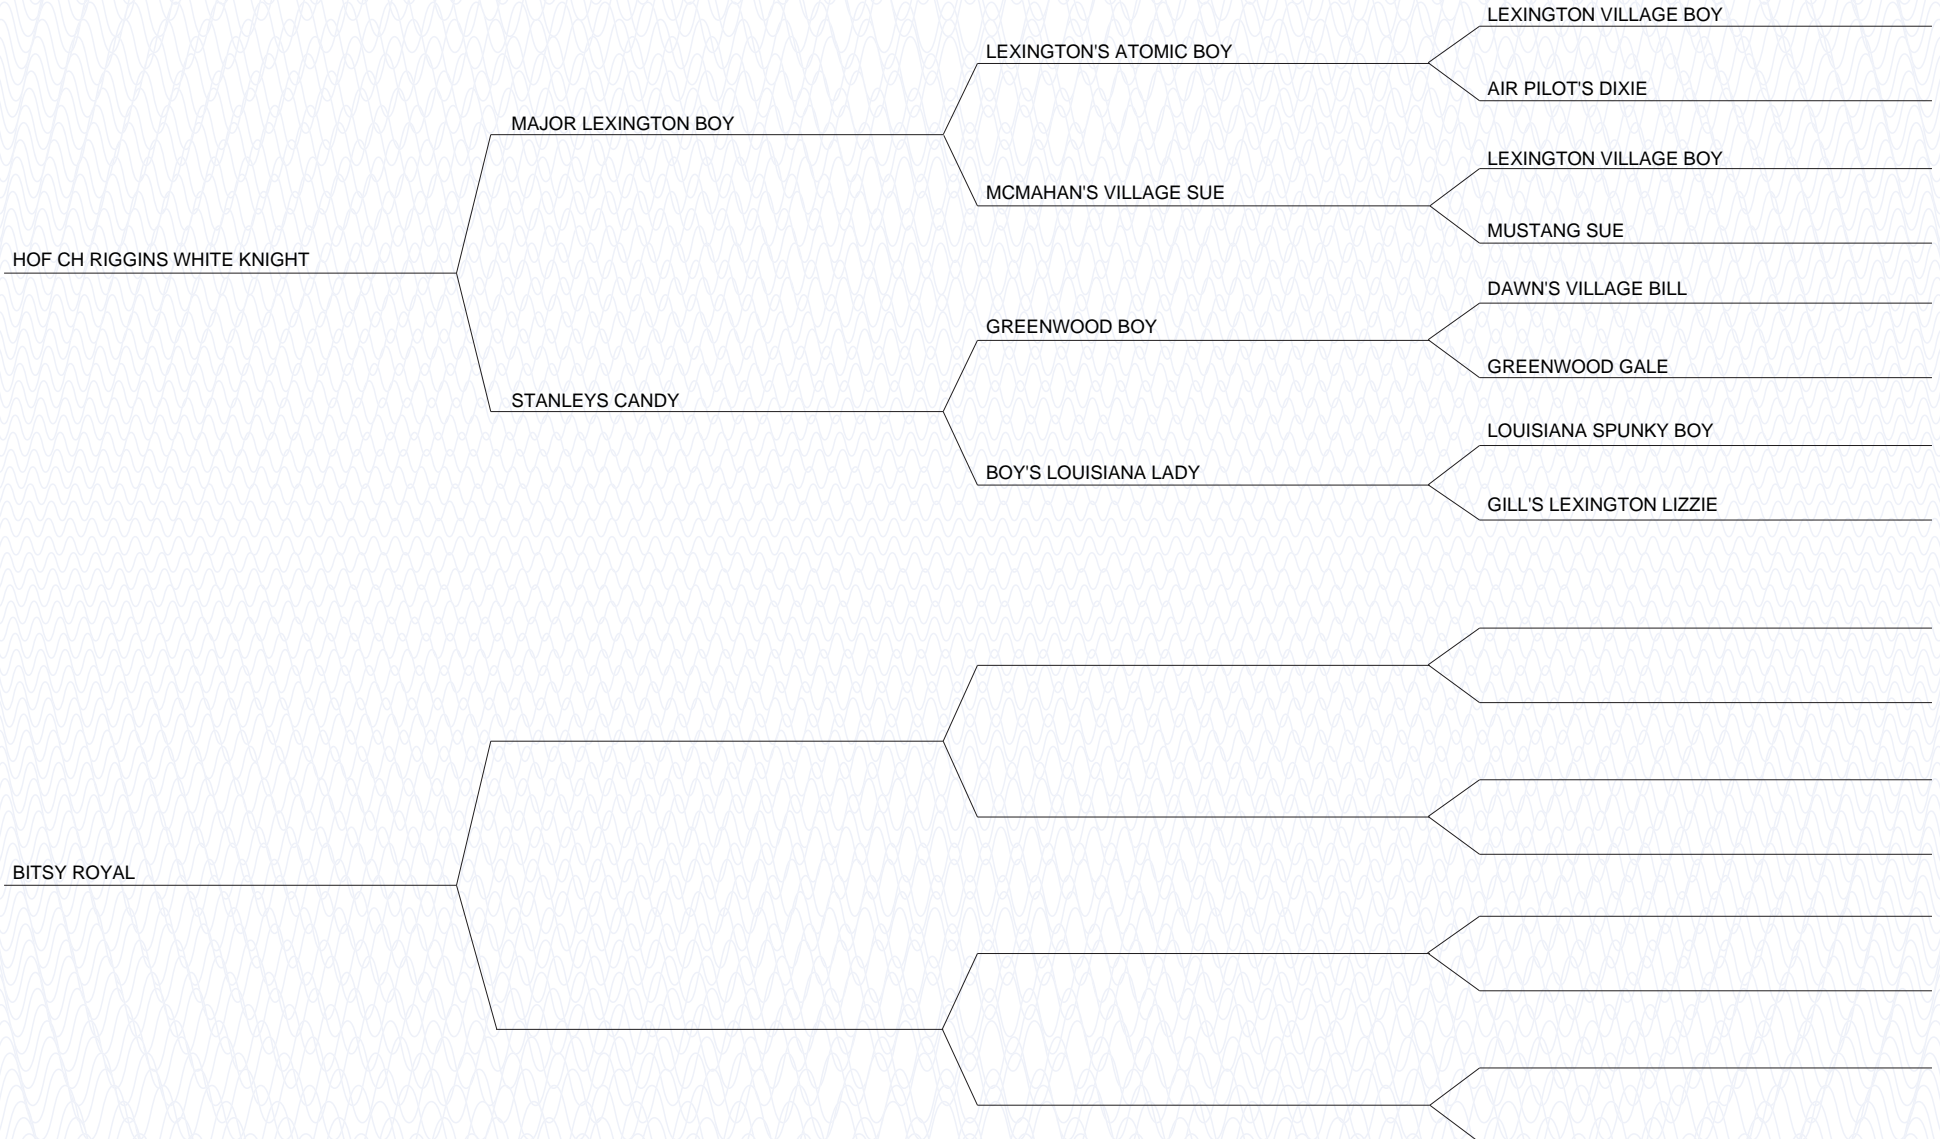 LEXINGTON VILLAGE BOY
LEXINGTON'S ATOMIC BOY
AIR PILOT'S DIXIE
MAJOR LEXINGTON BOY
LEXINGTON VILLAGE BOY
MCMAHAN'S VILLAGE SUE
MUSTANG SUE
HOF CH RIGGINS WHITE KNIGHT
DAWN'S VILLAGE BILL
GREENWOOD BOY
GREENWOOD GALE
STANLEYS CANDY
LOUISIANA SPUNKY BOY
BOY'S LOUISIANA LADY
GILL'S LEXINGTON LIZZIE
BITSY ROYAL